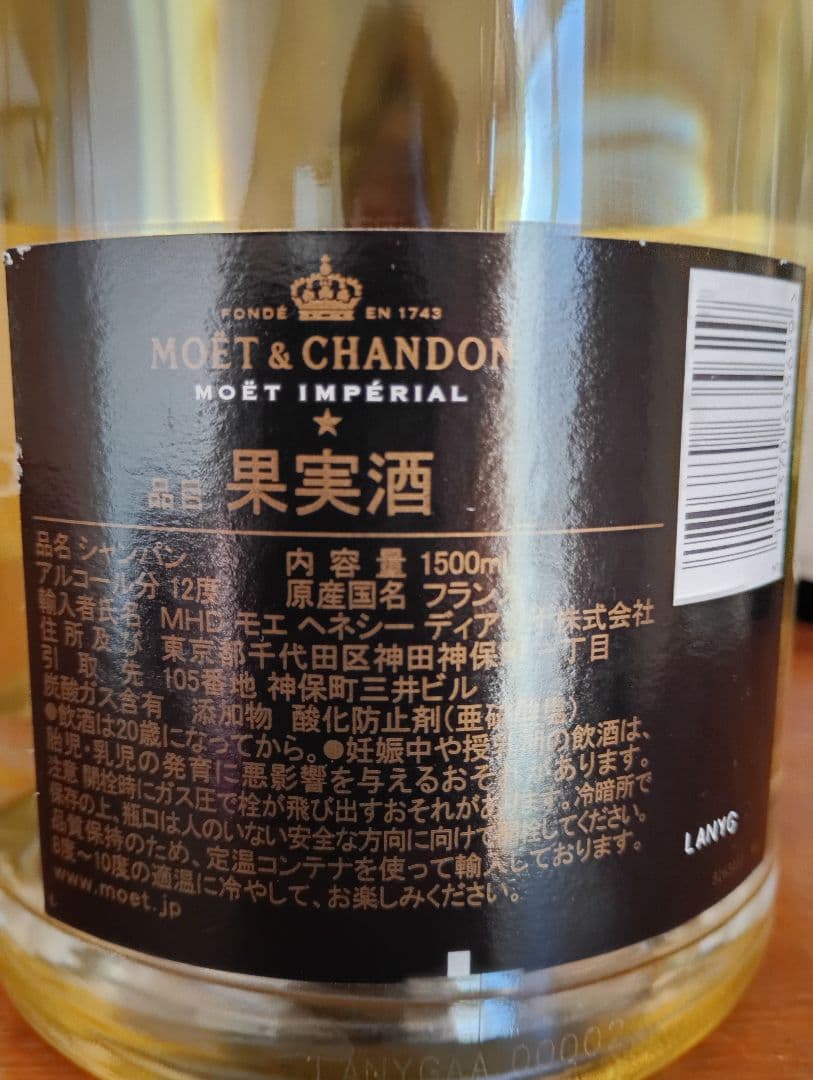 FONDÉ EN 1743
MOËT & CHANDON
MOËT IMPÉRIAL
品目 果実酒
品名 シャンパン 内容量 1500m
アルコール分 12度 原産国名 フラン
輸入者氏名 MHD モエ ヘネシー ディア 株式会社
住所及び 東京都千代田区神田神保 丁目
引取先 105番地 神保町三井ビル
炭酸ガス含有 添加物 酸化防止剤(亜硫
●飲酒は20歳になってから。●妊娠中や授乳期の飲酒は、
胎児・乳児の発育に悪影響を与えるおそれがあります。
注意 開栓時にガス圧で栓が飛び出すおそれがあります。冷暗所で
保存の上、瓶口は人のいない安全な方向に向けて開栓してください。
品質保持のため、定温コンテナを使って輸入しております。
8度〜10度の適温に冷やして、お楽しみください。
www.moet.jp
LANYG
LANYGAA 00002